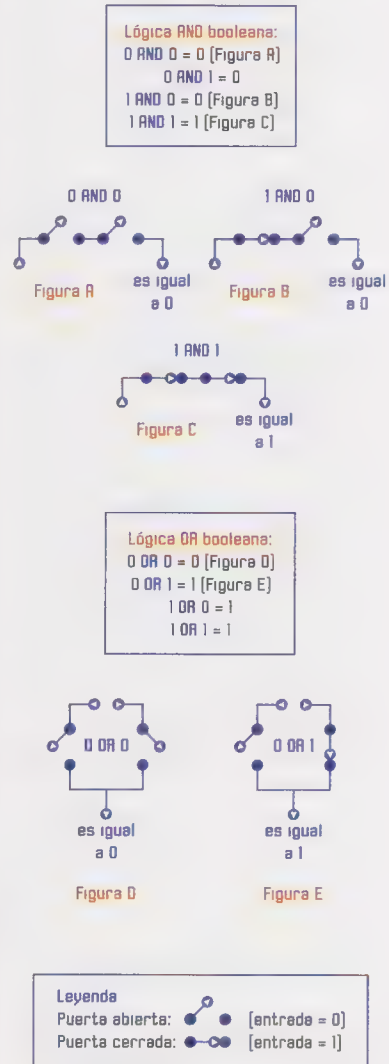 Lógica AND booleana:
0 AND 0 = 0 (Figura A)
0 AND 1 = 0
1 AND 0 = 0 (Figura B)
1 AND 1 = 1 (Figura C)
0 AND 0
1 AND 0
es igual
a 0
Figura A
es igual
a 0
Figura B
1 AND 1
es igual
a 1
Figura C
Lógica OR booleana:
0 OR 0 = 0 (Figura D)
0 OR 1 = 1 (Figura E)
1 OR 0 = 1
1 OR 1 = 1
0 OR 0
0 OR 1
es igual
a 0
es igual
a 1
Figura D
Figura E
Leyenda
Puerta abierta: (entrada = 0)
Puerta cerrada: (entrada = 1)